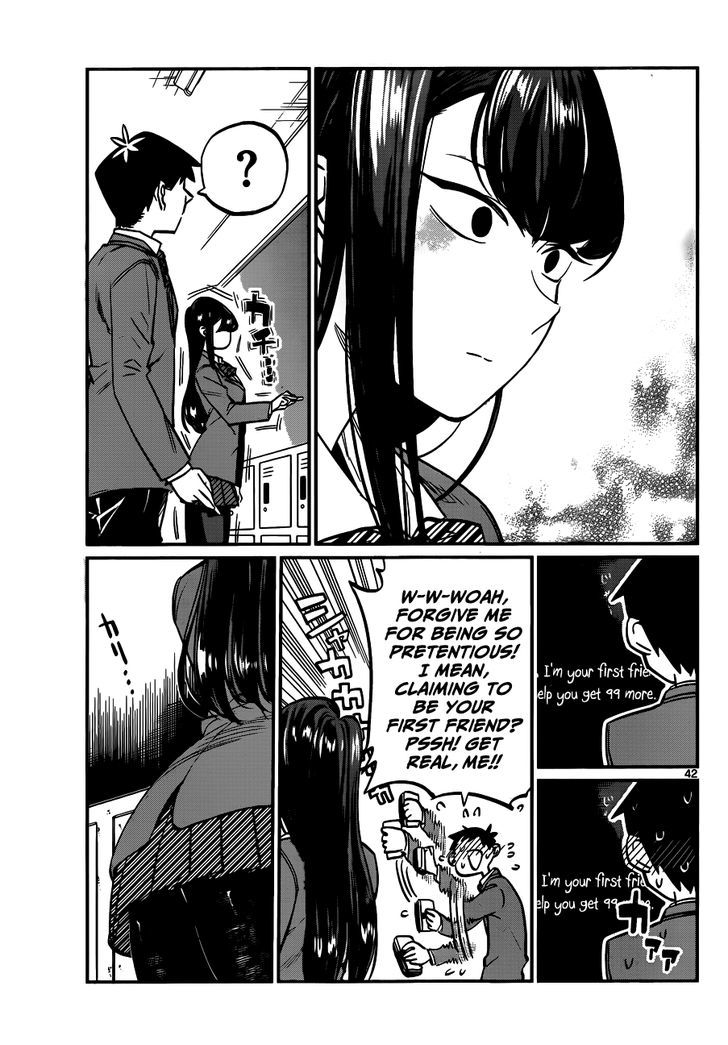 ?
カチ…
I'm your first frie
elp you get 99 more.
42
I'm your first frie
elp you get 99
カァァ
W-W-WOAH,
FORGIVE ME
FOR BEING SO
PRETENTIOUS!
I MEAN,
CLAIMING TO
BE YOUR
FIRST FRIEND?
PSSH! GET
REAL, ME!!
カリ…